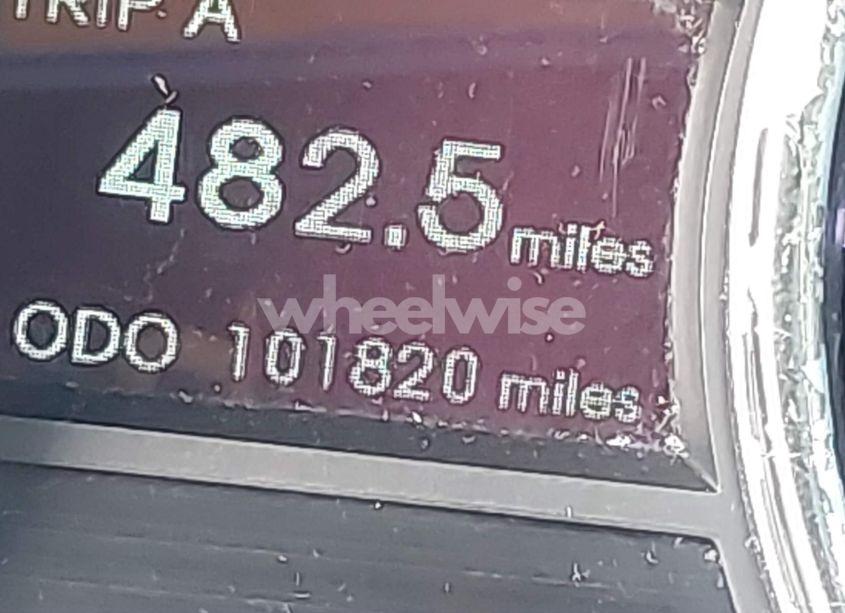 TRIP A
482.5 miles
wheelwise
ODO 101820 miles